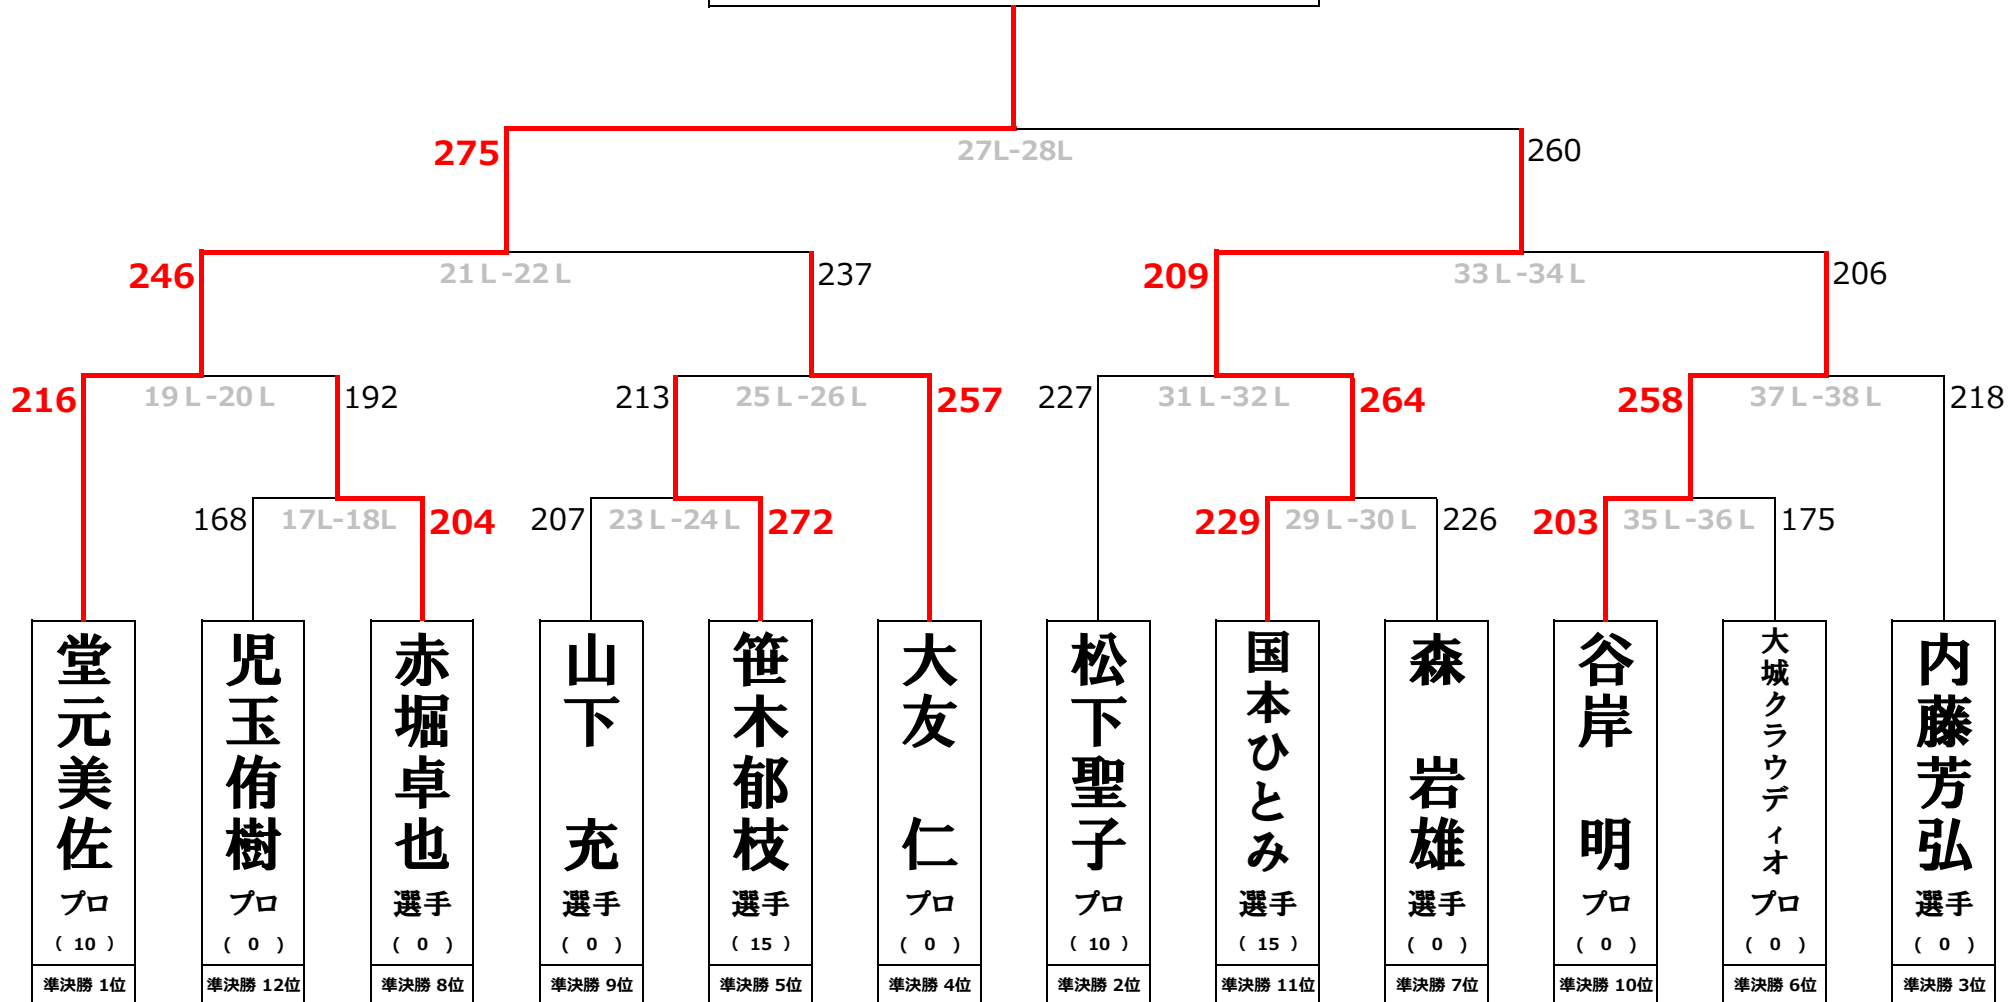 275 27L-28L 260
246 21L-22L 237 209 33L-34L 206
216 19L-20L 192 213 25L-26L 257 227 31L-32L 264 258 37L-38L 218
168 17L-18L 204 207 23L-24L 272 229 29L-30L 226 203 35L-36L 175
堂元美佐
プロ
( 10 )
準決勝 1位
児玉侑樹
プロ
( 0 )
準決勝 12位
赤堀卓也
選手
( 0 )
準決勝 8位
山下 充
選手
( 0 )
準決勝 9位
笹木郁枝
選手
( 15 )
準決勝 5位
大友 仁
プロ
( 0 )
準決勝 4位
松下聖子
プロ
( 10 )
準決勝 2位
国本ひとみ
選手
( 15 )
準決勝 11位
森 岩雄
選手
( 0 )
準決勝 7位
谷岸 明
プロ
( 0 )
準決勝 10位
大城クラウディオ
プロ
( 0 )
準決勝 6位
内藤芳弘
選手
( 0 )
準決勝 3位